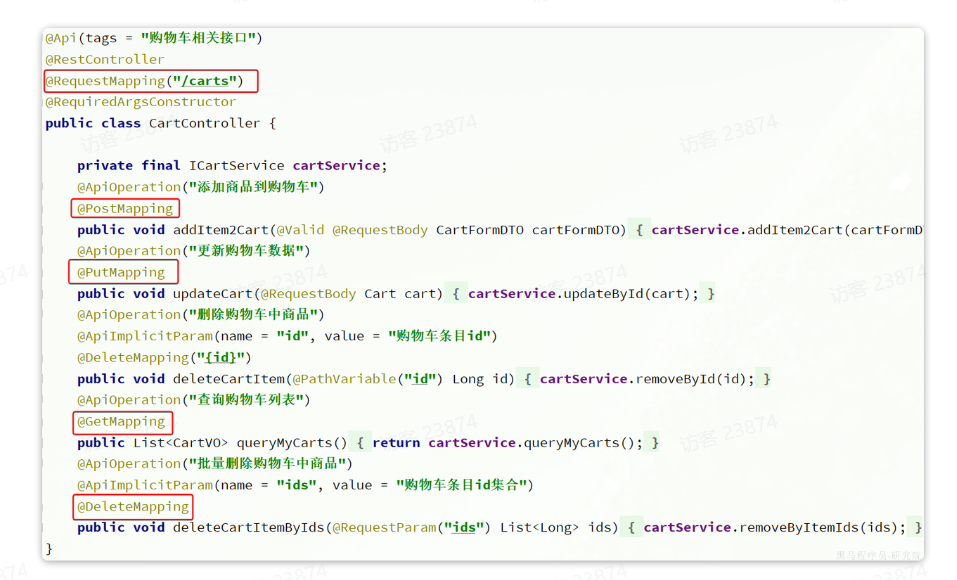 @Api(tags = "购物车相关接口")
@RestController
@RequestMapping("/carts")
@RequiredArgsConstructor
public class CartController {
private final ICartService cartService;
@ApiOperation("添加商品到购物车")
@PostMapping
public void addItem2Cart(@Valid @RequestBody CartFormDTO cartFormDTO) { cartService.addItem2Cart(cartFormD
@ApiOperation("更新购物车数据")
@PutMapping
public void updateCart(@RequestBody Cart cart) { cartService.updateById(cart); }
@ApiOperation("删除购物车中商品")
@ApiImplicitParam(name = "id", value = "购物车条目id")
@DeleteMapping("{id}")
public void deleteCartItem(@PathVariable("id") Long id) { cartService.removeById(id); }
@ApiOperation("查询购物车列表")
@GetMapping
public List<CartVO> queryMyCarts() { return cartService.queryMyCarts(); }
@ApiOperation("批量删除购物车中商品")
@ApiImplicitParam(name = "ids", value = "购物车条目id集合")
@DeleteMapping
public void deleteCartItemByIds(@RequestParam("ids") List<Long> ids) { cartService.removeByItemIds(ids); }
}
黑马程序员-研究院
访客 23874
访客 23874
访客 23874
访客 23874
访客 23874